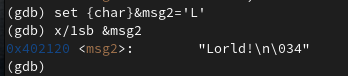 (gdb) set {char}&msg2='L'
(gdb) x/1sb &msg2
0x402120 <msg2>:        "Lorld!\n\034"
(gdb)